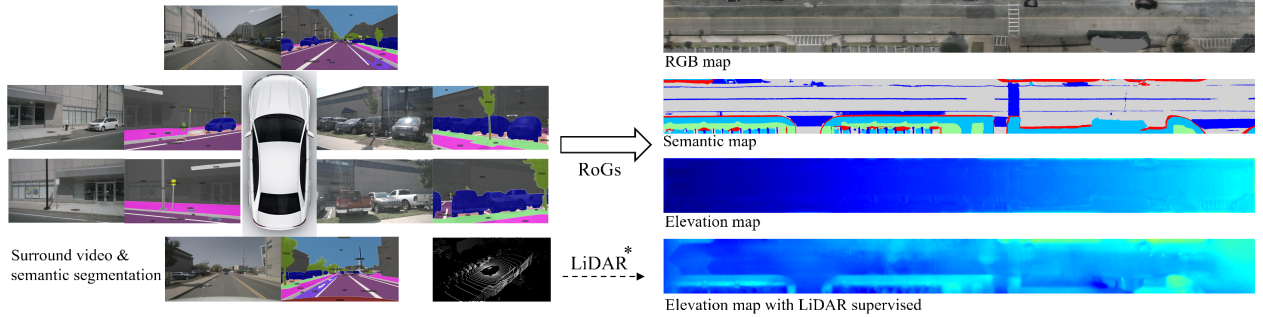 RGB map
Semantic map
RoGs
Elevation map
Surround video &
semantic segmentation
LiDAR*
Elevation map with LiDAR supervised